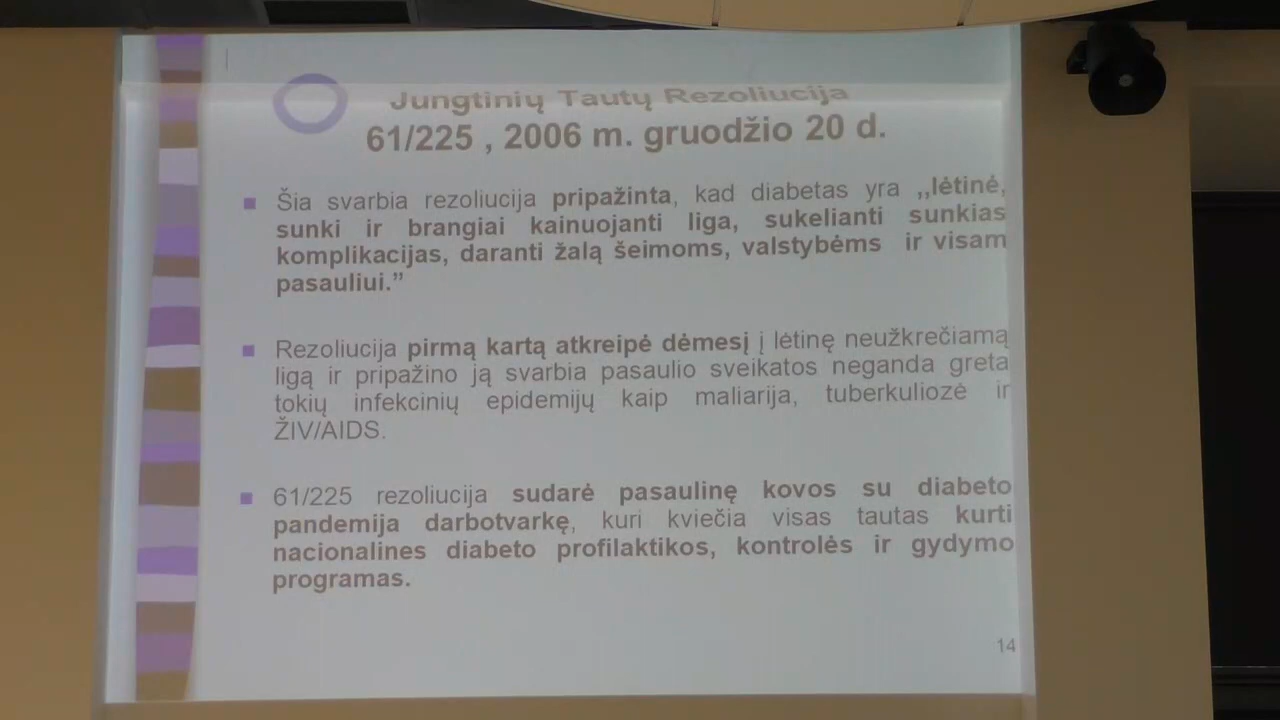 Jungtinių Tautų Rezoliucija
61/225 , 2006 m. gruodžio 20 d.
Šia svarbia rezoliucija pripažinta, kad diabetas yra ,,lėtinė,
sunki ir brangiai kainuojanti liga, sukelianti sunkias
komplikacijas, daranti žalą šeimoms, valstybėms ir visam
pasauliui.”
Rezoliucija pirmą kartą atkreipė dėmesį į lėtinę neužkrečiamą
ligą ir pripažino ją svarbia pasaulio sveikatos neganda greta
tokių infekcinių epidemijų kaip maliarija, tuberkuliozė ir
ŽIV/AIDS.
61/225 rezoliucija sudarė pasaulinę kovos su diabeto
pandemija darbotvarkę, kuri kviečia visas tautas kurti
nacionalines diabeto profilaktikos, kontrolės ir gydymo
programas.
14